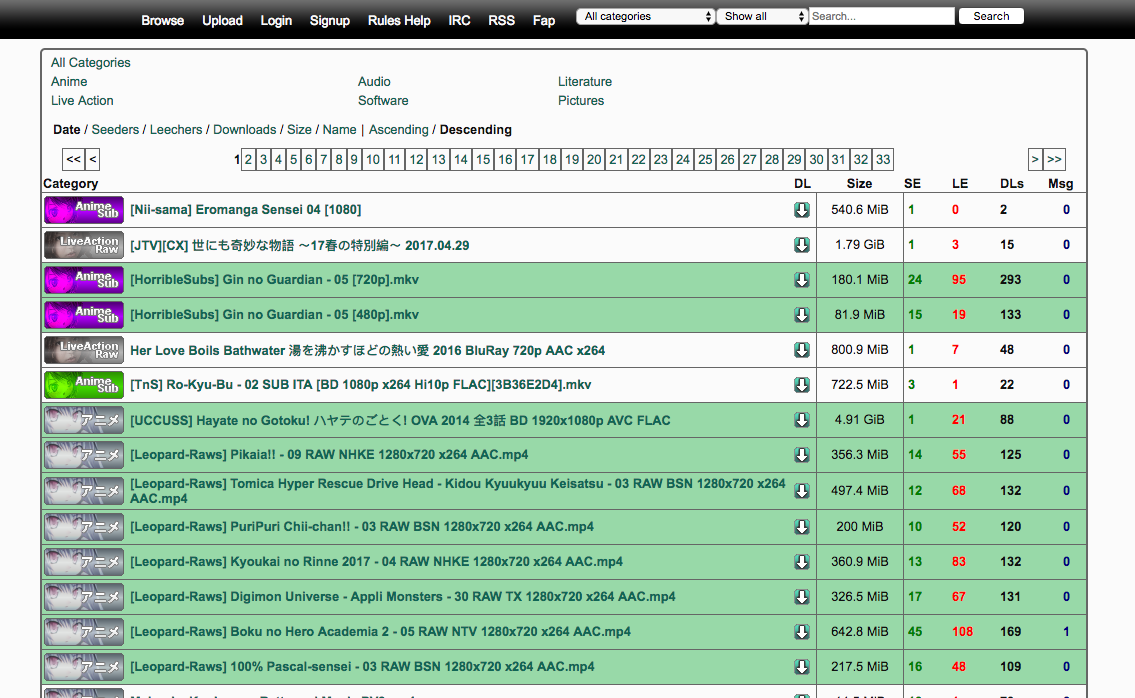 Browse Upload Login Signup Rules Help IRC RSS Fap All categories Show all Search... Search
All Categories
Anime Audio Literature
Live Action Software Pictures
Date / Seeders / Leechers / Downloads / Size / Name | Ascending / Descending
<< < 1 2 3 4 5 6 7 8 9 10 11 12 13 14 15 16 17 18 19 20 21 22 23 24 25 26 27 28 29 30 31 32 33 > >>
Category DL Size SE LE DLs Msg
Anime Sub [Nii-sama] Eromanga Sensei 04 [1080] 540.6 MiB 1 0 2 0
LiveAction Raw [JTV][CX] 世にも奇妙な物語 ～17春の特別編～ 2017.04.29 1.79 GiB 1 3 15 0
Anime Sub [HorribleSubs] Gin no Guardian - 05 [720p].mkv 180.1 MiB 24 95 293 0
Anime Sub [HorribleSubs] Gin no Guardian - 05 [480p].mkv 81.9 MiB 15 19 133 0
LiveAction Raw Her Love Boils Bathwater 湯を沸かすほどの熱い愛 2016 BluRay 720p AAC x264 800.9 MiB 1 7 48 0
Anime Sub [TnS] Ro-Kyu-Bu - 02 SUB ITA [BD 1080p x264 Hi10p FLAC][3B36E2D4].mkv 722.5 MiB 3 1 22 0
アニメ [UCCUSS] Hayate no Gotoku! ハヤテのごとく! OVA 2014 全3話 BD 1920x1080p AVC FLAC 4.91 GiB 1 21 88 0
アニメ [Leopard-Raws] Pikaia!! - 09 RAW NHKE 1280x720 x264 AAC.mp4 356.3 MiB 14 55 125 0
アニメ [Leopard-Raws] Tomica Hyper Rescue Drive Head - Kidou Kyuukyuu Keisatsu - 03 RAW BSN 1280x720 x264
AAC.mp4 497.4 MiB 12 68 132 0
アニメ [Leopard-Raws] PuriPuri Chii-chan!! - 03 RAW BSN 1280x720 x264 AAC.mp4 200 MiB 10 52 120 0
アニメ [Leopard-Raws] Kyoukai no Rinne 2017 - 04 RAW NHKE 1280x720 x264 AAC.mp4 360.9 MiB 13 83 132 0
アニメ [Leopard-Raws] Digimon Universe - Appli Monsters - 30 RAW TX 1280x720 x264 AAC.mp4 326.5 MiB 17 67 131 0
アニメ [Leopard-Raws] Boku no Hero Academia 2 - 05 RAW NTV 1280x720 x264 AAC.mp4 642.8 MiB 45 108 169 1
アニメ [Leopard-Raws] 100% Pascal-sensei - 03 RAW BSN 1280x720 x264 AAC.mp4 217.5 MiB 16 48 109 0